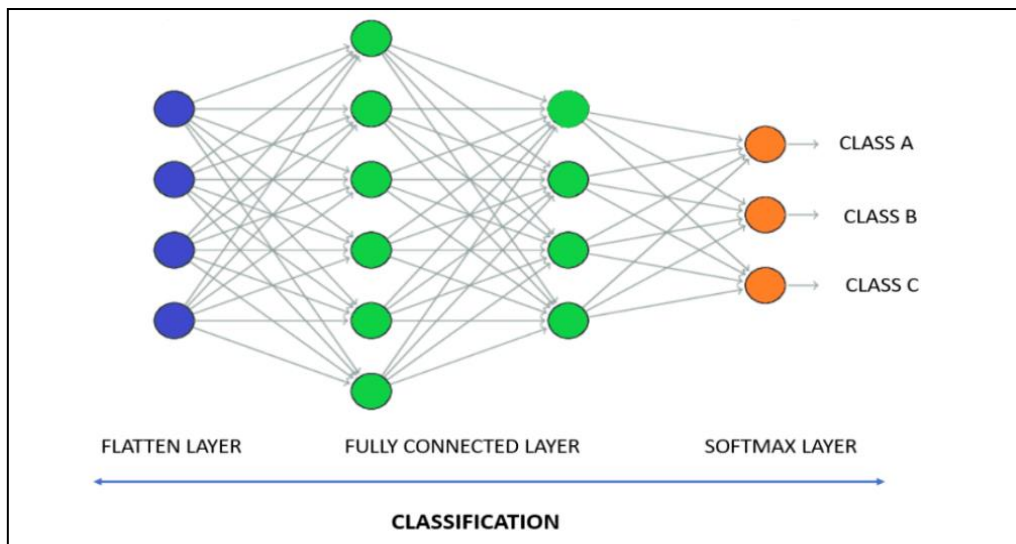 CLASS A
CLASS B
CLASS C
FLATTEN LAYER
FULLY CONNECTED LAYER
SOFTMAX LAYER
CLASSIFICATION